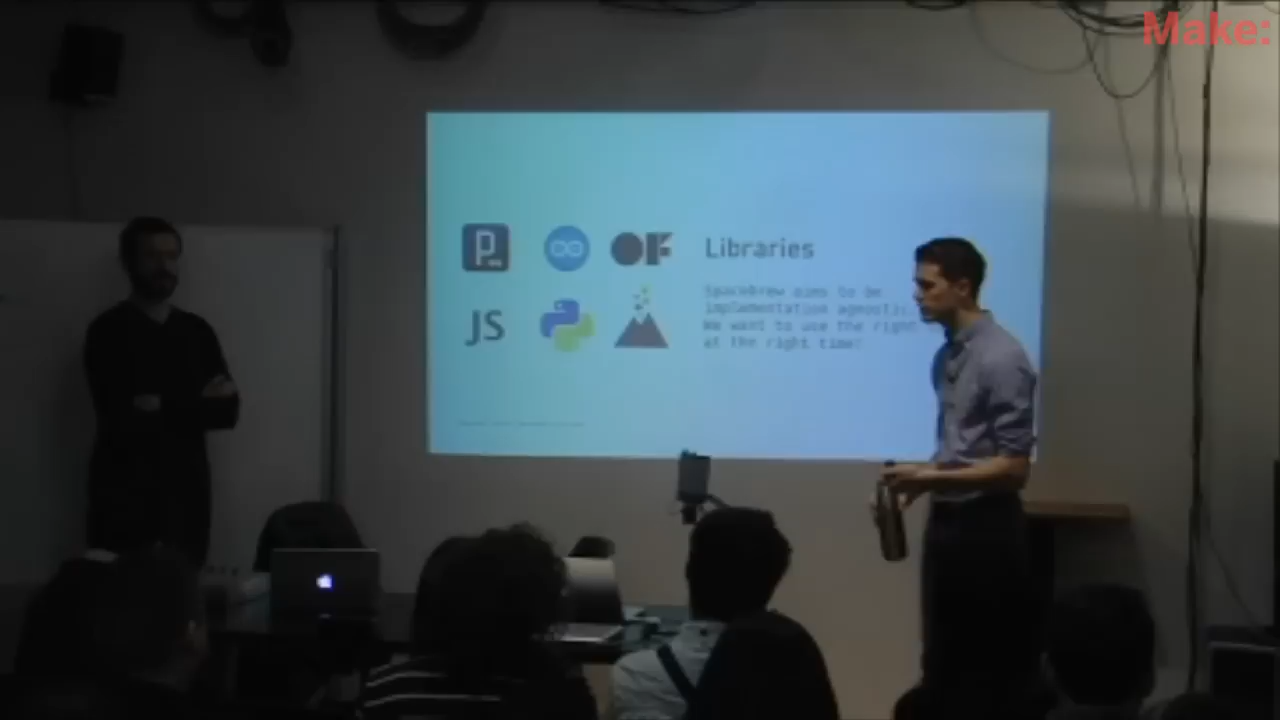 Make:
P
OF
Libraries
JS
SpaceBrew aims to be
implementation agnostic.
We want to use the right
at the right time!